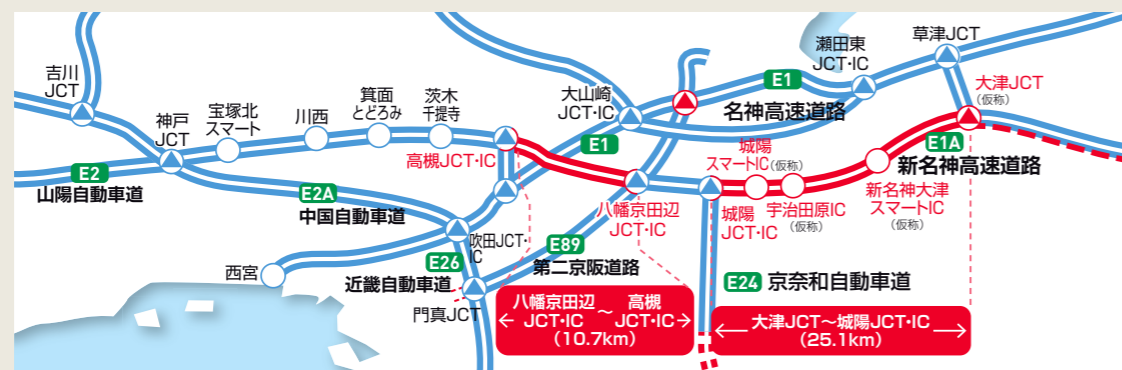 吉川
JCT
神戸
JCT
宝塚北
スマート
川西
箕面
とどろみ
茨木
千提寺
高槻JCT・IC
大山崎
JCT・IC
E1
名神高速道路
瀬田東
JCT・IC
草津JCT
大津JCT
(仮称)
E1A
新名神高速道路
E2
山陽自動車道
E2A
中国自動車道
E1
城陽
スマートIC(仮称)
八幡京田辺
JCT・IC
城陽
JCT・IC
宇治田原IC
(仮称)
新名神大津
スマートIC
(仮称)
西宮
吹田JCT・
IC
E26
近畿自動車道
門真JCT
E89
第二京阪道路
E24 京奈和自動車道
八幡京田辺
JCT・IC
~
高槻
JCT・IC
(10.7km)
大津JCT~城陽JCT・IC
(25.1km)